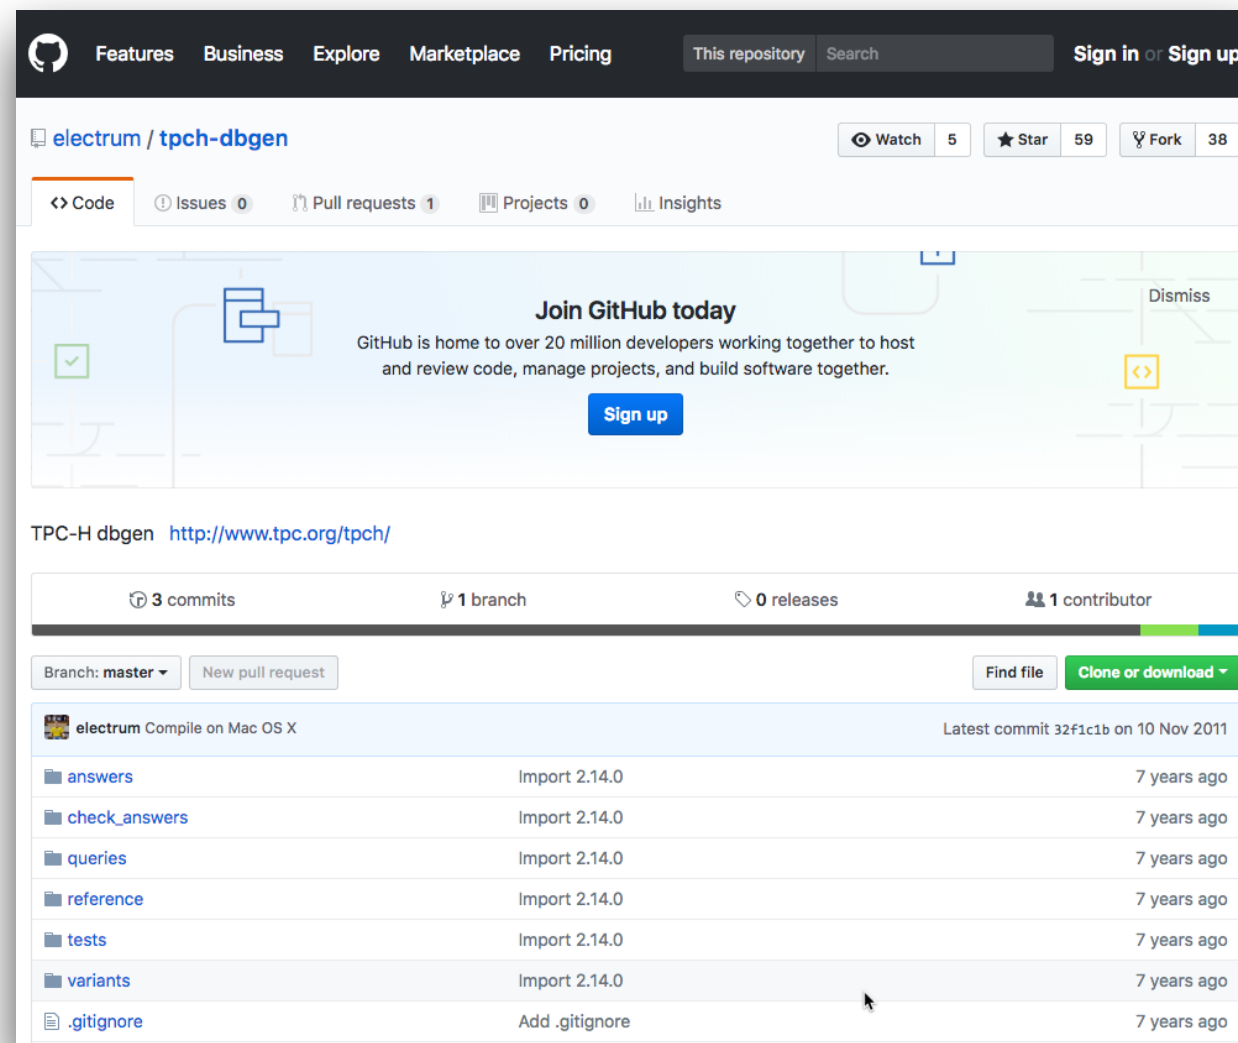 Features Business Explore Marketplace Pricing This repository Search Sign in or Sign up
electrum / tpch-dbgen Watch 5 Star 59 Fork 38
Code Issues 0 Pull requests 1 Projects 0 Insights
Join GitHub today
Dismiss
GitHub is home to over 20 million developers working together to host
and review code, manage projects, and build software together.
Sign up
TPC-H dbgen http://www.tpc.org/tpch/
3 commits 1 branch 0 releases 1 contributor
Branch: master New pull request Find file Clone or download
electrum Compile on Mac OS X Latest commit 32f1c1b on 10 Nov 2011
answers Import 2.14.0 7 years ago
check_answers Import 2.14.0 7 years ago
queries Import 2.14.0 7 years ago
reference Import 2.14.0 7 years ago
tests Import 2.14.0 7 years ago
variants Import 2.14.0 7 years ago
.gitignore Add .gitignore 7 years ago